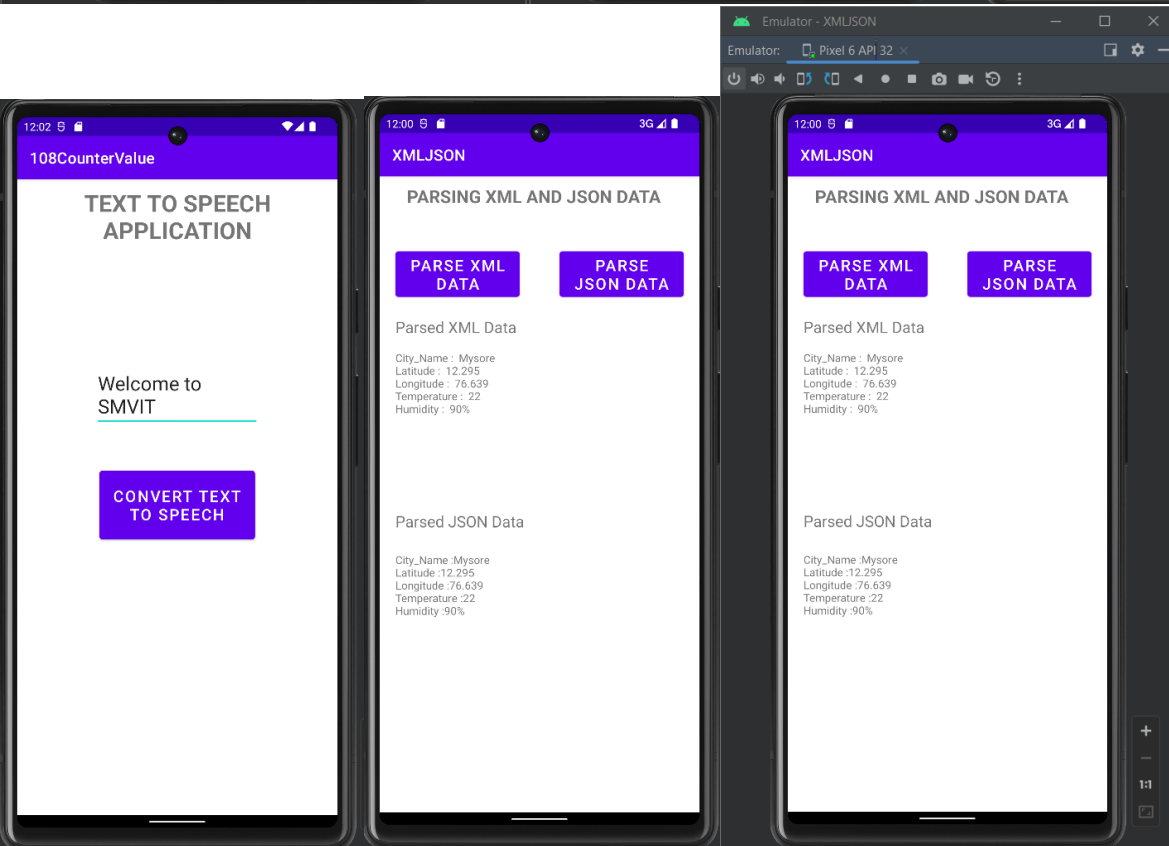 Emulator - XMLJSON
Emulator: Pixel 6 API 32
12:02
108CounterValue
TEXT TO SPEECH
APPLICATION
Welcome to
SMVIT
CONVERT TEXT
TO SPEECH
12:00 3G
XMLJSON
PARSING XML AND JSON DATA
PARSE XML
DATA
PARSE
JSON DATA
Parsed XML Data
City_Name :  Mysore
Latitude :  12.295
Longitude :  76.639
Temperature :  22
Humidity :  90%
Parsed JSON Data
City_Name :Mysore
Latitude :12.295
Longitude :76.639
Temperature :22
Humidity :90%
12:00 3G
XMLJSON
PARSING XML AND JSON DATA
PARSE XML
DATA
PARSE
JSON DATA
Parsed XML Data
City_Name :  Mysore
Latitude :  12.295
Longitude :  76.639
Temperature :  22
Humidity :  90%
Parsed JSON Data
City_Name :Mysore
Latitude :12.295
Longitude :76.639
Temperature :22
Humidity :90%
1:1